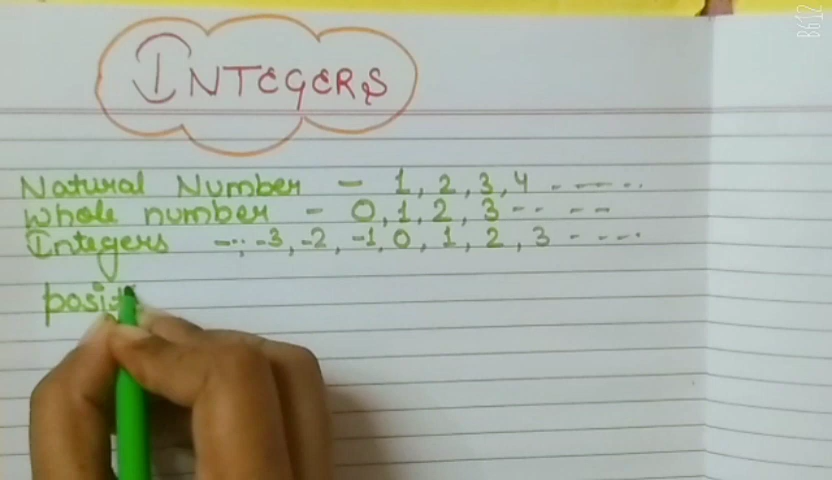 INTEGERS
Natural Number - 1, 2, 3, 4 - - - - -
Whole number - 0, 1, 2, 3 - - - -
Integers - - -, -3, -2, -1, 0, 1, 2, 3 - - - -
posit